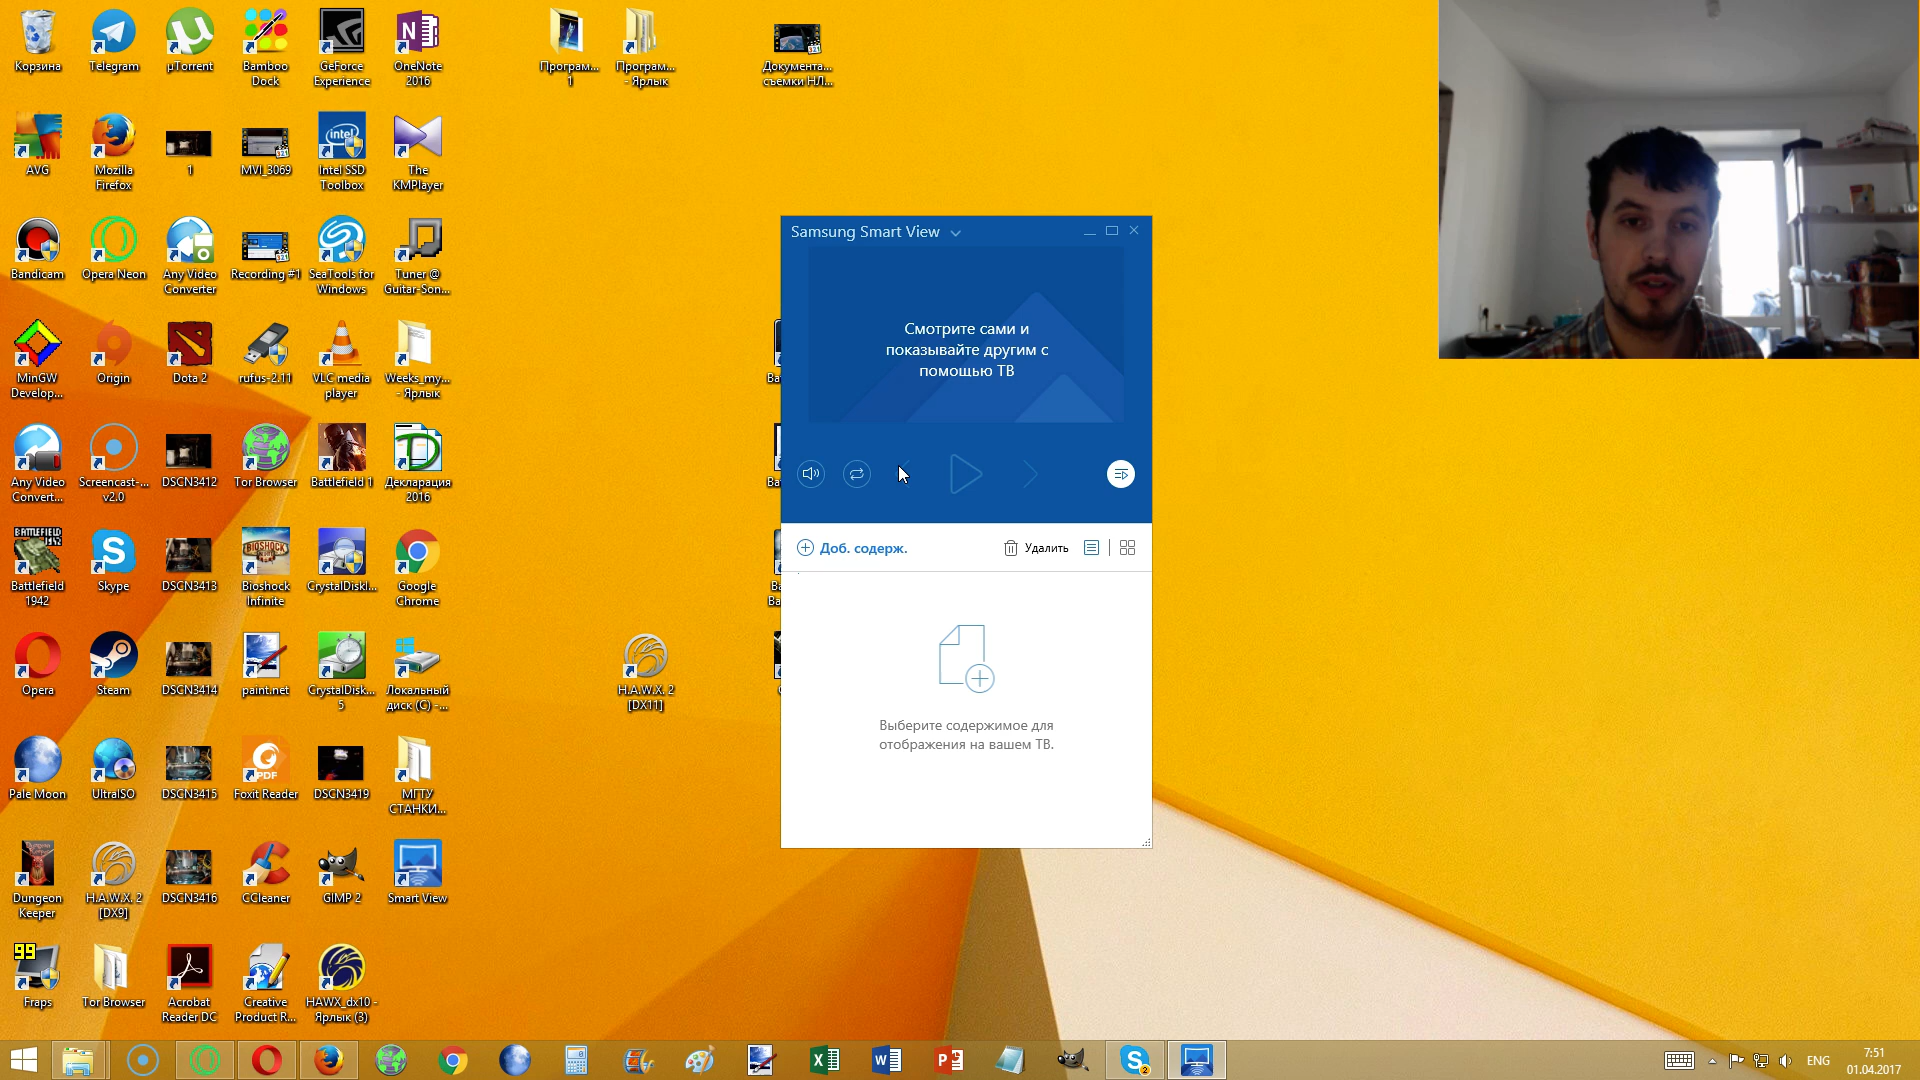 Корзина
Telegram
µTorrent
Bamboo
Dock
GeForce
Experience
OneNote
2016
Програм...
1
Програм...
- Ярлык
Документа...
съемки НЛ...
AVG
Mozilla
Firefox
1
MVI_3069
intel
Intel SSD
Toolbox
The
KMPlayer
Bandicam
Opera Neon
Any Video
Converter
Recording #1
SeaTools for
Windows
Tuner @
Guitar-Son...
MinGW
Develop...
Origin
Dota 2
rufus-2.11
VLC media
player
Weeks_my...
- Ярлык
Any Video
Convert...
Screencast-...
v2.0
DSCN3412
Tor Browser
Battlefield 1
Декларация
2016
BATTLEFIELD
1942
Battlefield
1942
Skype
DSCN3413
BIOSHOCK
Bioshock
Infinite
CrystalDiskI...
Google
Chrome
Opera
Steam
DSCN3414
paint.net
CrystalDisk...
5
Локальный
диск (C) -...
H.A.W.X. 2
[DX11]
Pale Moon
UltraISO
DSCN3415
PDF
Foxit Reader
DSCN3419
МГТУ
СТАНКИ...
Dungeon
Keeper
H.A.W.X. 2
[DX9]
DSCN3416
CCleaner
GIMP 2
Smart View
99
Fraps
Tor Browser
Acrobat
Reader DC
Creative
Product R...
HAWX_dx10 -
Ярлык (3)
Samsung Smart View
Смотрите сами и
показывайте другим с
помощью ТВ
Доб. содерж.
Удалить
Выберите содержимое для
отображения на вашем ТВ.
2
ENG
7:51
01.04.2017